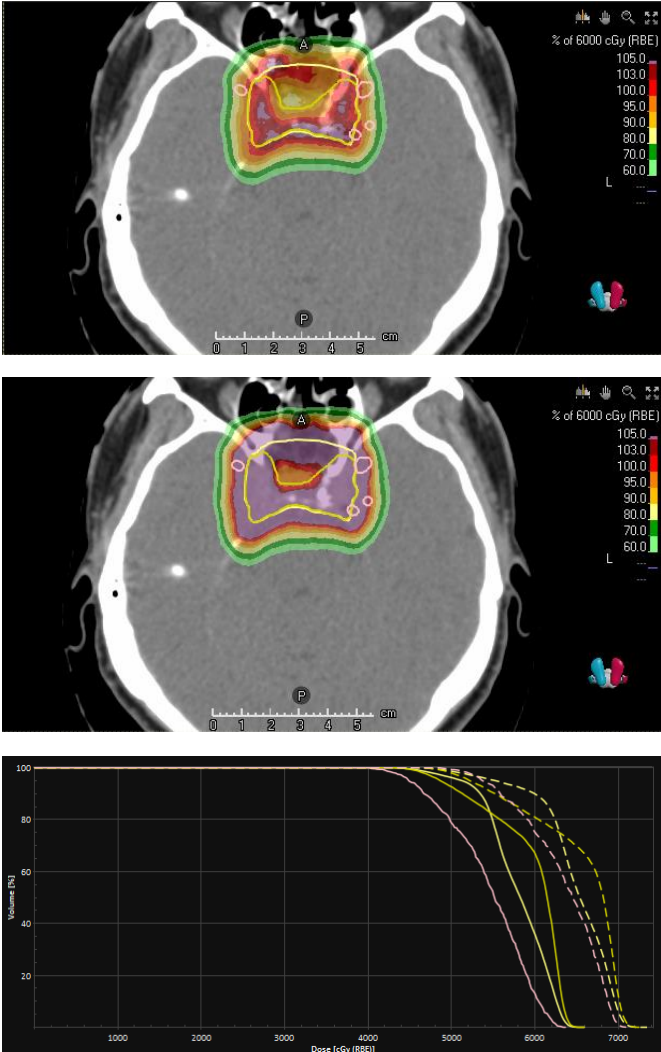 A
% of 6000 cGy (RBE)
105.0
103.0
100.0
95.0
90.0
80.0
70.0
60.0
L
---
---
P
0 1 2 3 4 5 cm
A
% of 6000 cGy (RBE)
105.0
103.0
100.0
95.0
90.0
80.0
70.0
60.0
L
---
---
P
0 1 2 3 4 5 cm
100
80
60
40
20
Volume [%]
1000 2000 3000 4000 5000 6000 7000
Dose [cGy (RBE)]